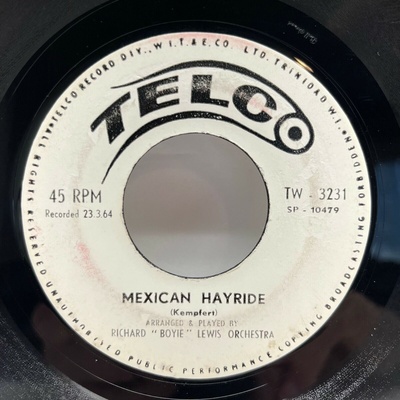 TELCO RECORD DIV., W.I.T. & E. CO. LTD. TRINIDAD W.I.
TELCO
45 RPM
Recorded 23.3.64
TW - 3231
SP - 10479
MEXICAN HAYRIDE
(Kempfert)
ARRANGED & PLAYED BY
RICHARD "BOYIE" LEWIS ORCHESTRA
ALL RIGHTS RESERVED UNAUTHORISED PUBLIC PERFORMANCE COPYING BROADCASTING FORBIDDEN